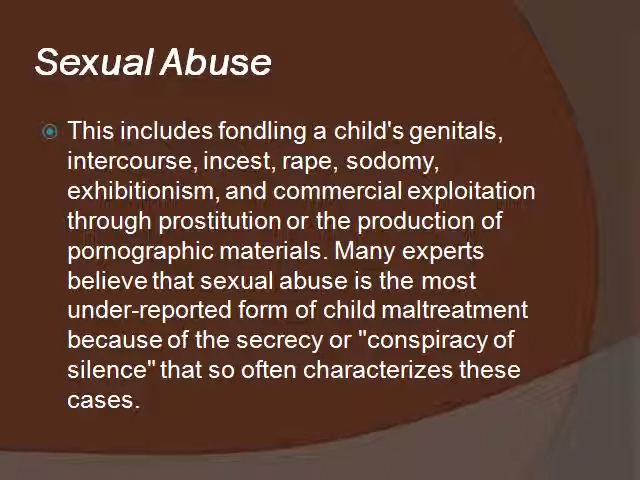 Sexual Abuse
This includes fondling a child's genitals,
intercourse, incest, rape, sodomy,
exhibitionism, and commercial exploitation
through prostitution or the production of
pornographic materials. Many experts
believe that sexual abuse is the most
under-reported form of child maltreatment
because of the secrecy or "conspiracy of
silence" that so often characterizes these
cases.